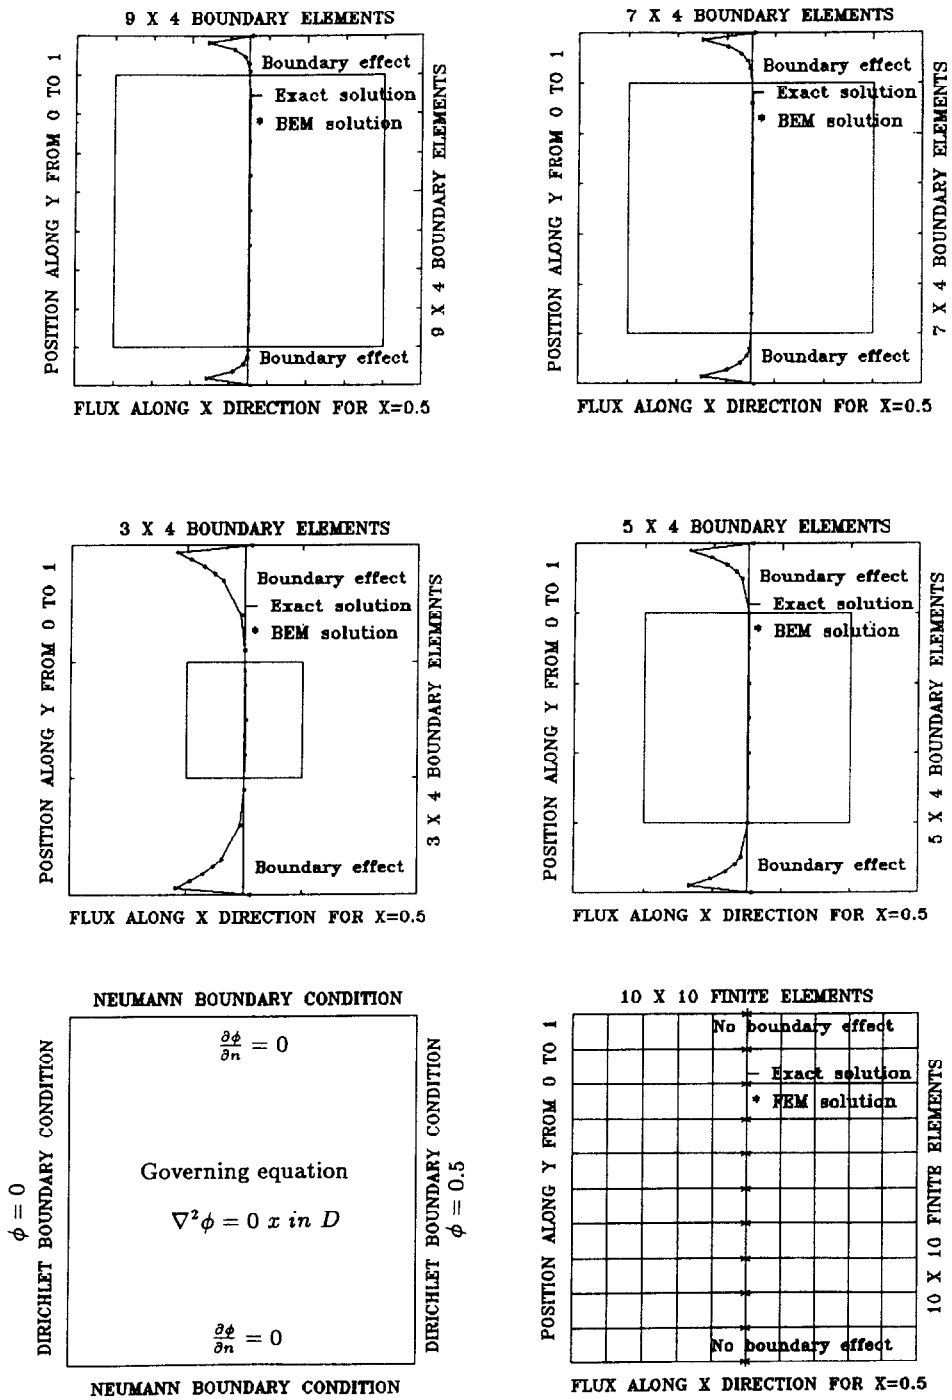 9 X 4 BOUNDARY ELEMENTS
POSITION ALONG Y FROM 0 TO 1
Boundary effect
— Exact solution
* BEM solution
Boundary effect
9 X 4 BOUNDARY ELEMENTS
FLUX ALONG X DIRECTION FOR X=0.5
7 X 4 BOUNDARY ELEMENTS
POSITION ALONG Y FROM 0 TO 1
Boundary effect
— Exact solution
* BEM solution
Boundary effect
7 X 4 BOUNDARY ELEMENTS
FLUX ALONG X DIRECTION FOR X=0.5
3 X 4 BOUNDARY ELEMENTS
POSITION ALONG Y FROM 0 TO 1
Boundary effect
— Exact solution
* BEM solution
Boundary effect
3 X 4 BOUNDARY ELEMENTS
FLUX ALONG X DIRECTION FOR X=0.5
5 X 4 BOUNDARY ELEMENTS
POSITION ALONG Y FROM 0 TO 1
Boundary effect
— Exact solution
* BEM solution
Boundary effect
5 X 4 BOUNDARY ELEMENTS
FLUX ALONG X DIRECTION FOR X=0.5
NEUMANN BOUNDARY CONDITION
ϕ = 0
DIRICHLET BOUNDARY CONDITION
∂ϕ/∂n = 0
Governing equation
∇²ϕ = 0 x in D
∂ϕ/∂n = 0
DIRICHLET BOUNDARY CONDITION
ϕ = 0.5
NEUMANN BOUNDARY CONDITION
10 X 10 FINITE ELEMENTS
POSITION ALONG Y FROM 0 TO 1
No boundary effect
— Exact solution
* FEM solution
No boundary effect
10 X 10 FINITE ELEMENTS
FLUX ALONG X DIRECTION FOR X=0.5